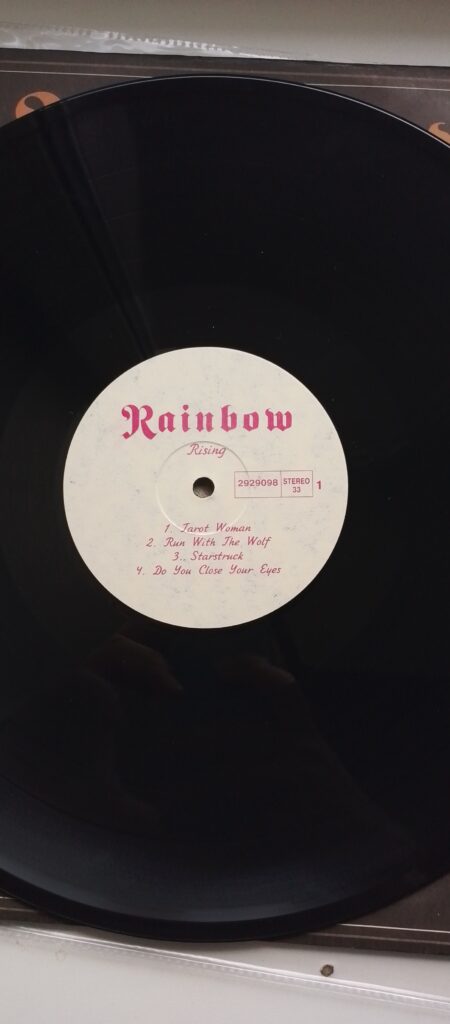 Rainbow
Rising
2929098 STEREO 33 1
1. Tarot Woman
2. Run With The Wolf
3. Starstruck
4. Do You Close Your Eyes